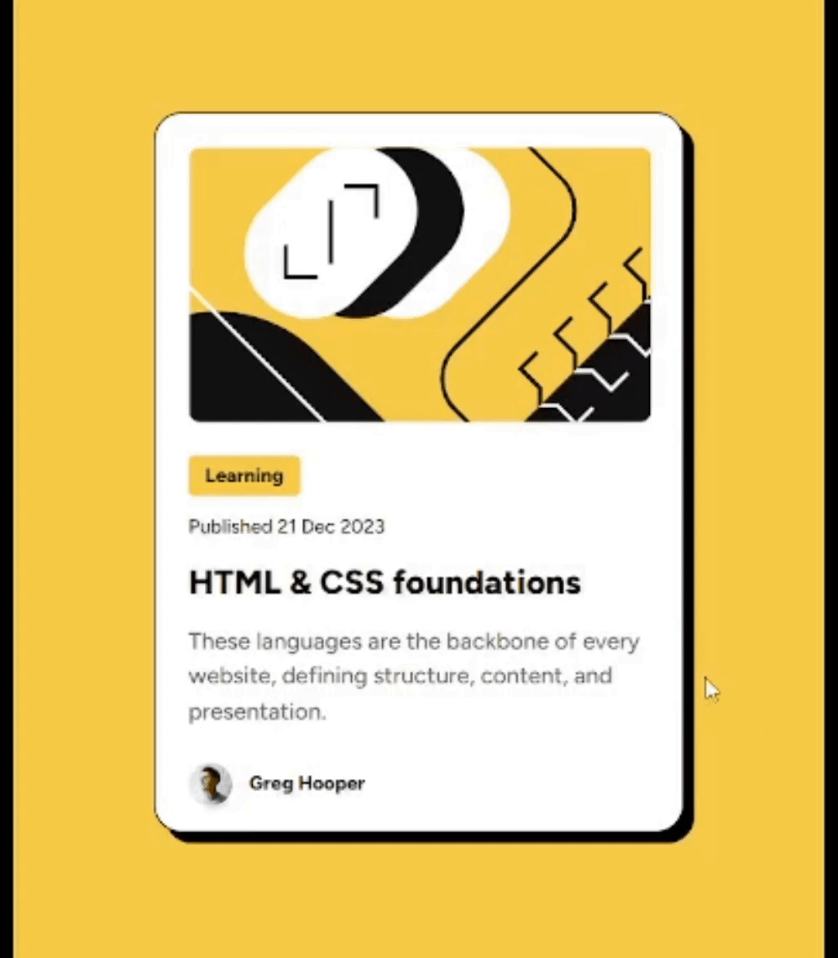 Learning
Published 21 Dec 2023
HTML & CSS foundations
These languages are the backbone of every
website, defining structure, content, and
presentation.
Greg Hooper